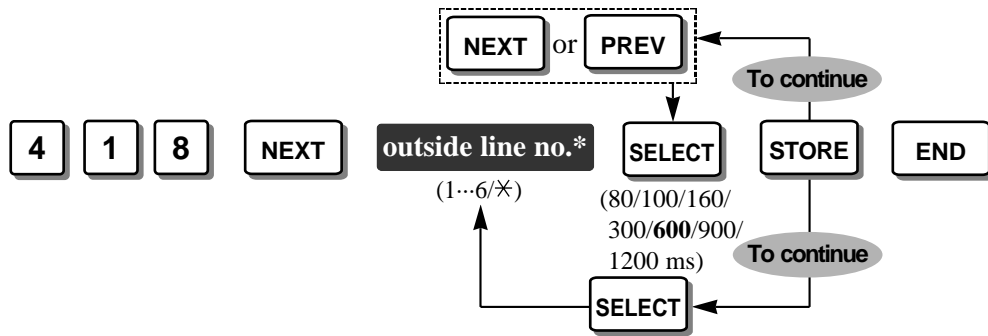 NEXT or PREV
To continue
4 1 8 NEXT outside line no.* SELECT STORE END
(1···6/✳)
(80/100/160/
300/600/900/
1200 ms)
To continue
SELECT